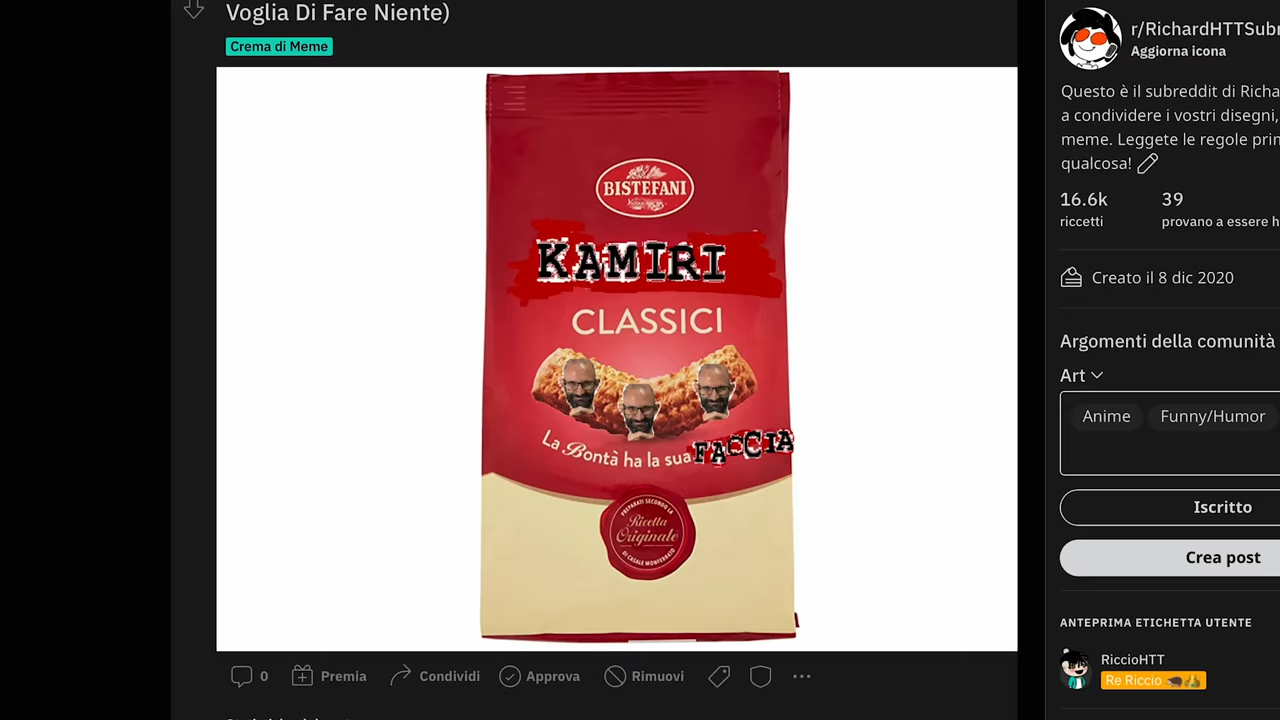 Voglia Di Fare Niente)
Crema di Meme
BISTEFANI
KAMIRI
CLASSICI
La Bontà ha la sua FACCIA
PREPARATI SECONDO LA
Ricetta
Originale
DI CASALE MONFERRATO
0
Premia
Condividi
Approva
Rimuovi
r/RichardHTTSub
Aggiorna icona
Questo è il subreddit di Richa
a condividere i vostri disegni,
meme. Leggete le regole prin
qualcosa!
16.6k
39
riccetti
provano a essere h
Creato il 8 dic 2020
Argomenti della comunità
Art
Anime
Funny/Humor
Iscritto
Crea post
ANTEPRIMA ETICHETTA UTENTE
RiccioHTT
Re Riccio